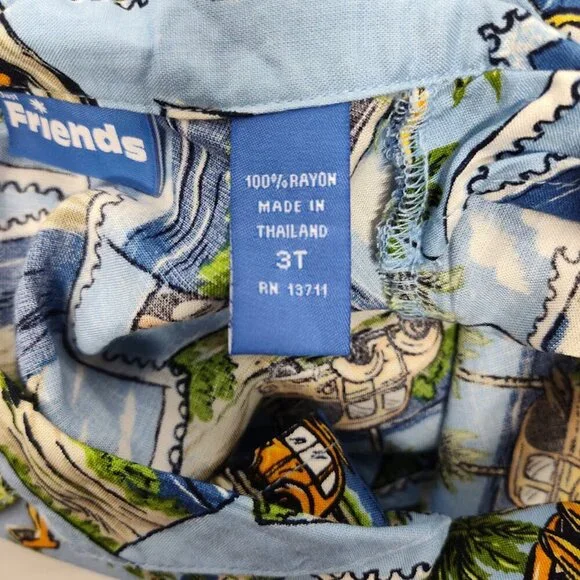 Friends
100% RAYON
MADE IN
THAILAND
3T
RN 13711